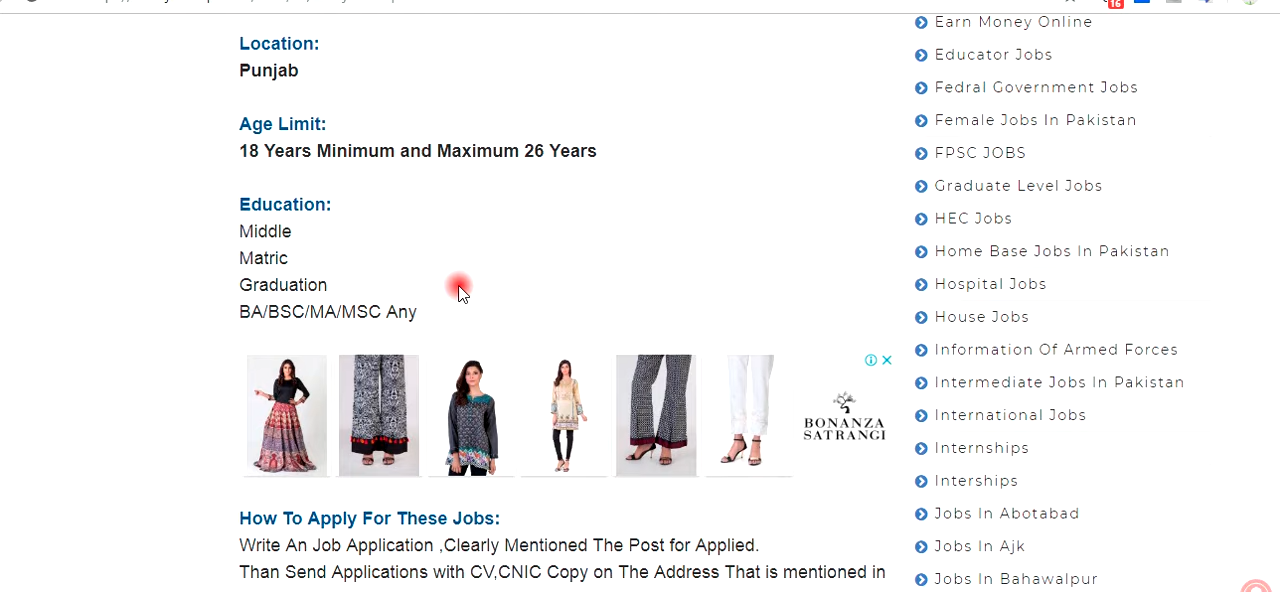 16
Location:
Punjab
Age Limit:
18 Years Minimum and Maximum 26 Years
Education:
Middle
Matric
Graduation
BA/BSC/MA/MSC Any
BONANZA
SATRANGI
How To Apply For These Jobs:
Write An Job Application ,Clearly Mentioned The Post for Applied.
Than Send Applications with CV,CNIC Copy on The Address That is mentioned in
Earn Money Online
Educator Jobs
Fedral Government Jobs
Female Jobs In Pakistan
FPSC JOBS
Graduate Level Jobs
HEC Jobs
Home Base Jobs In Pakistan
Hospital Jobs
House Jobs
Information Of Armed Forces
Intermediate Jobs In Pakistan
International Jobs
Internships
Interships
Jobs In Abotabad
Jobs In Ajk
Jobs In Bahawalpur